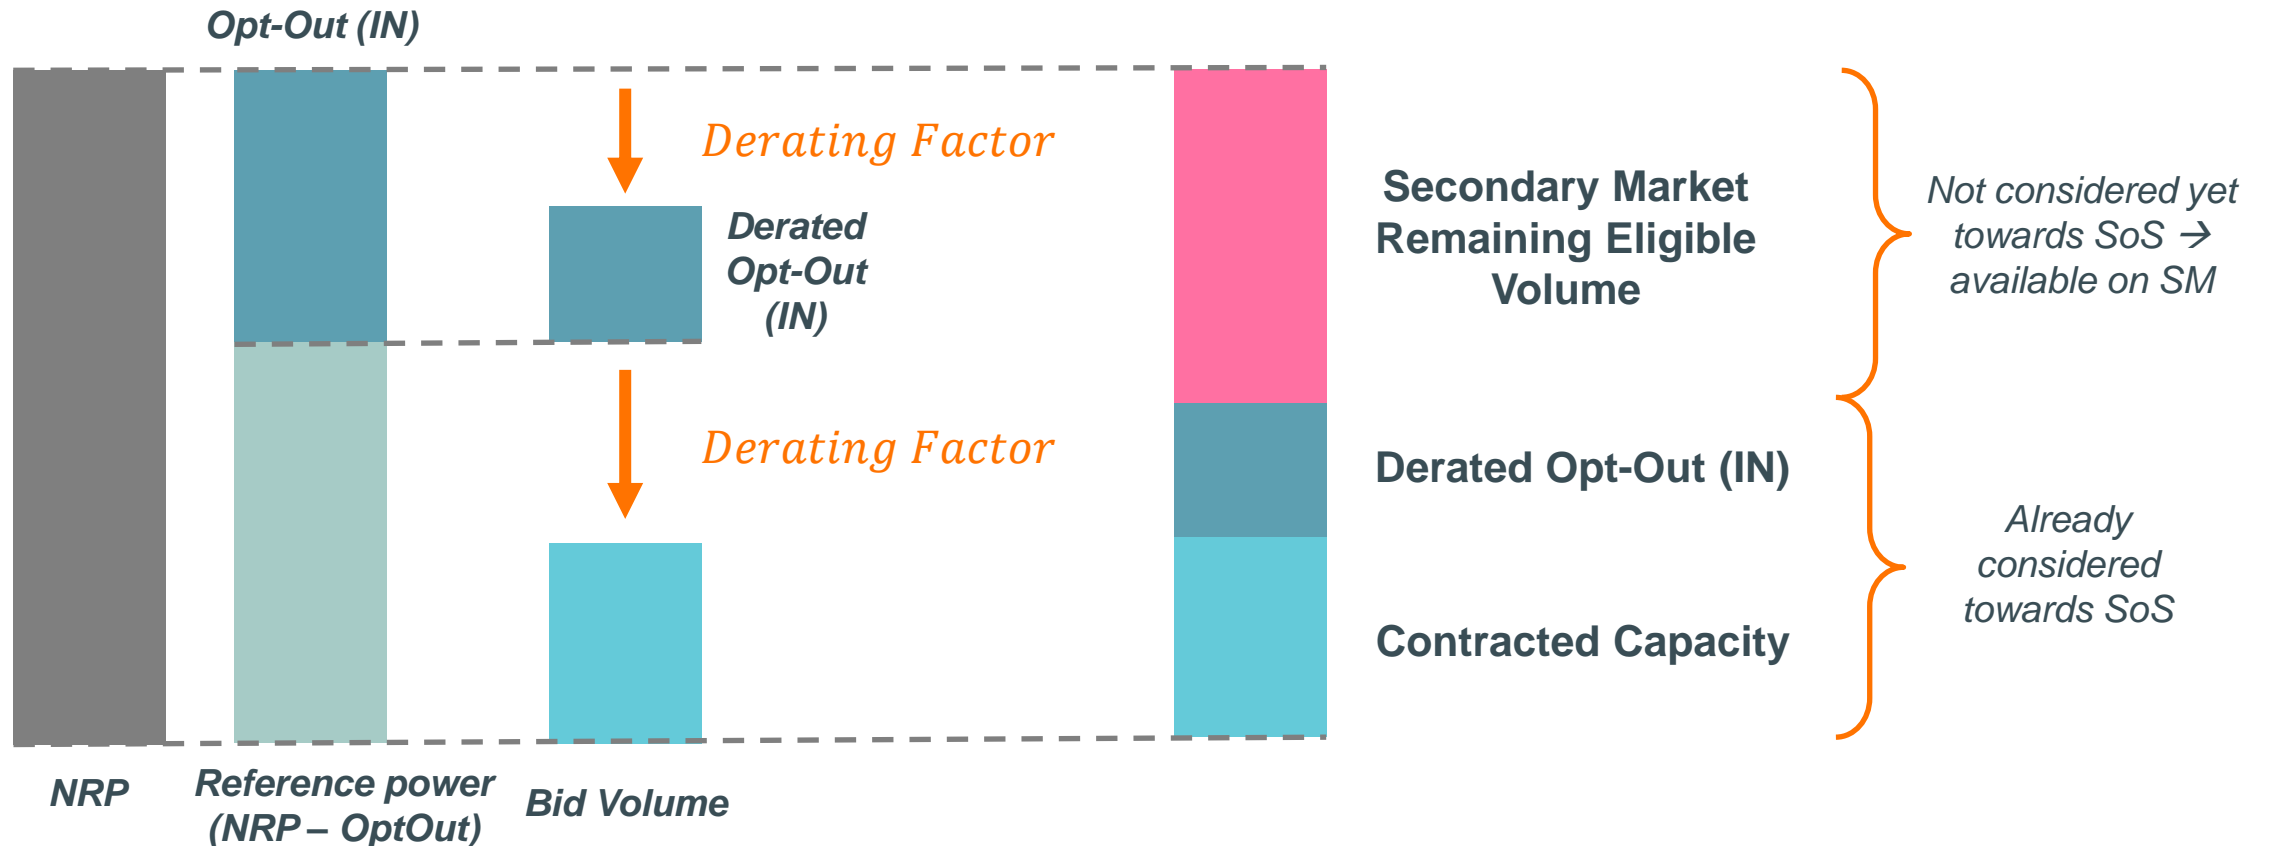 Opt-Out (IN)
Derating Factor
Derated
Opt-Out
(IN)
Derating Factor
NRP
Reference power
(NRP – OptOut)
Bid Volume
Secondary Market
Remaining Eligible
Volume
Derated Opt-Out (IN)
Contracted Capacity
Not considered yet
towards SoS →
available on SM
Already
considered
towards SoS